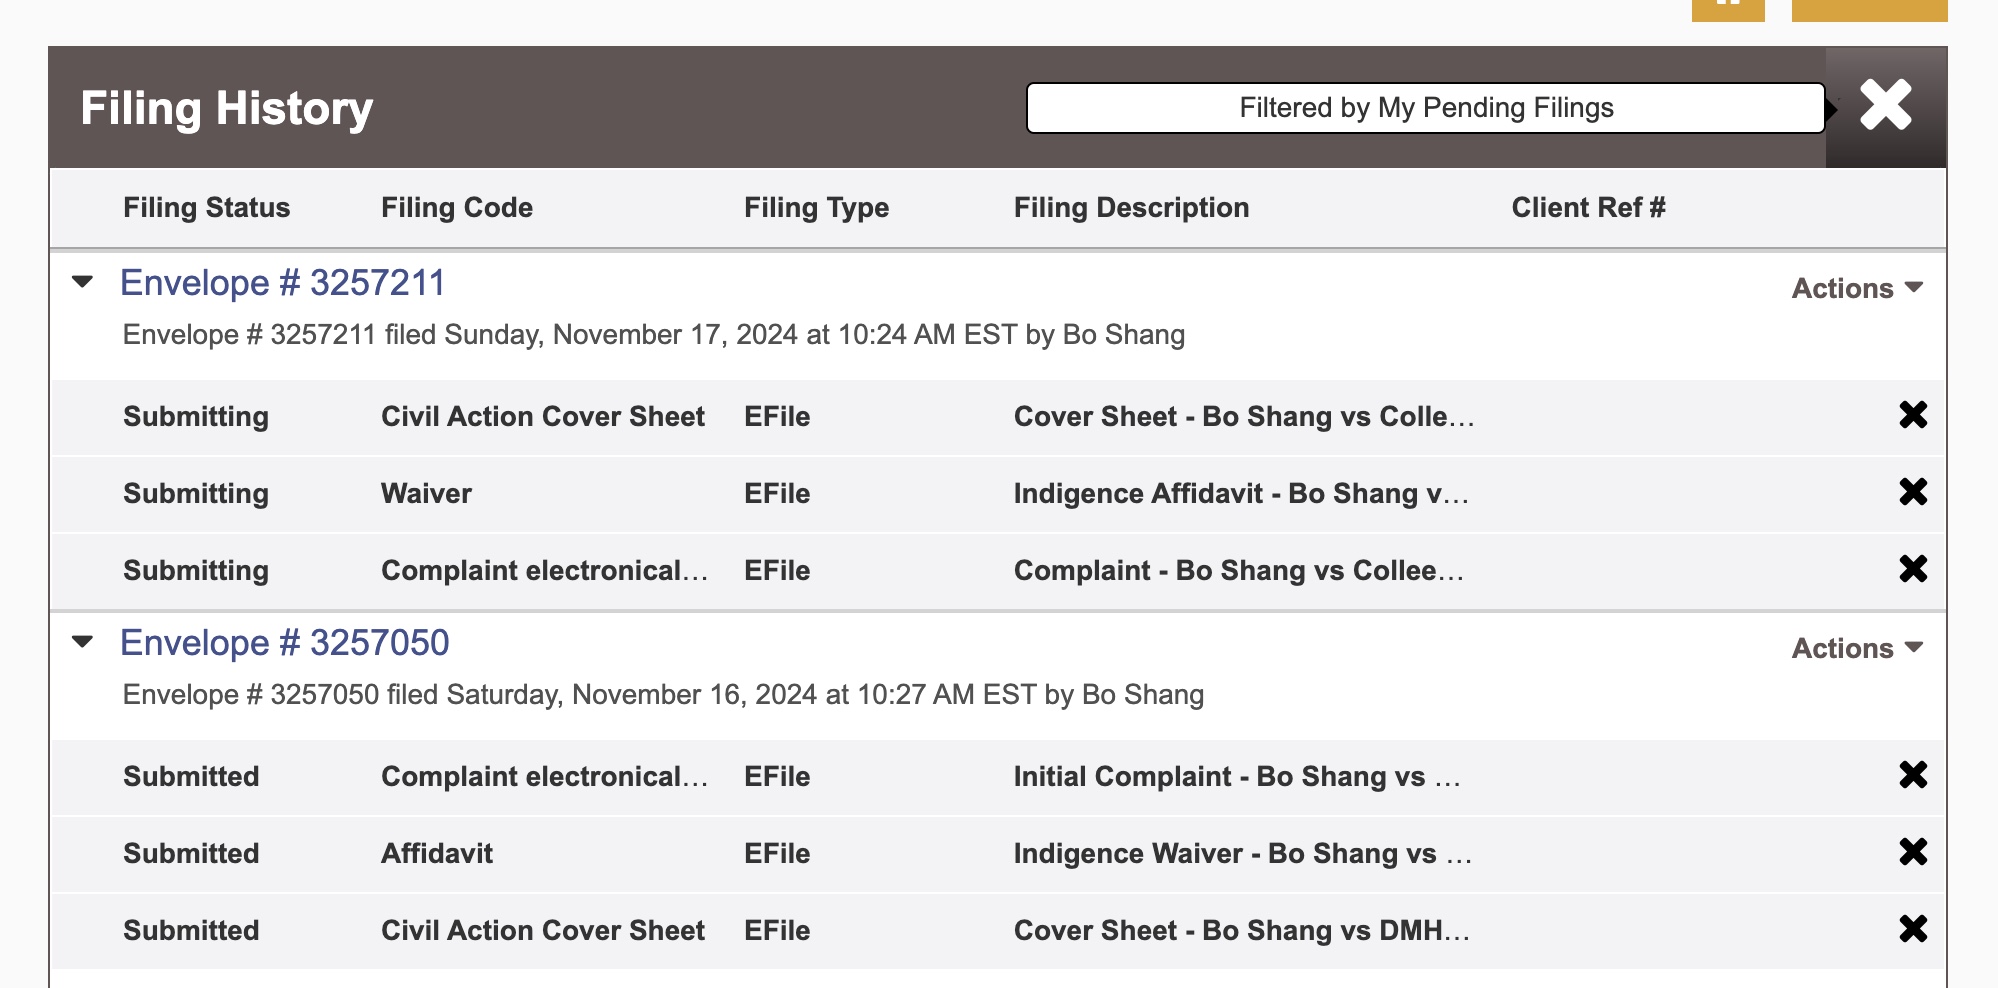 Filing History
Filtered by My Pending Filings
Filing Status Filing Code Filing Type Filing Description Client Ref #
Envelope # 3257211
Actions
Envelope # 3257211 filed Sunday, November 17, 2024 at 10:24 AM EST by Bo Shang
Submitting Civil Action Cover Sheet EFile Cover Sheet - Bo Shang vs Colle…
Submitting Waiver EFile Indigence Affidavit - Bo Shang v…
Submitting Complaint electronical… EFile Complaint - Bo Shang vs Collee…
Envelope # 3257050
Actions
Envelope # 3257050 filed Saturday, November 16, 2024 at 10:27 AM EST by Bo Shang
Submitted Complaint electronical… EFile Initial Complaint - Bo Shang vs …
Submitted Affidavit EFile Indigence Waiver - Bo Shang vs …
Submitted Civil Action Cover Sheet EFile Cover Sheet - Bo Shang vs DMH…